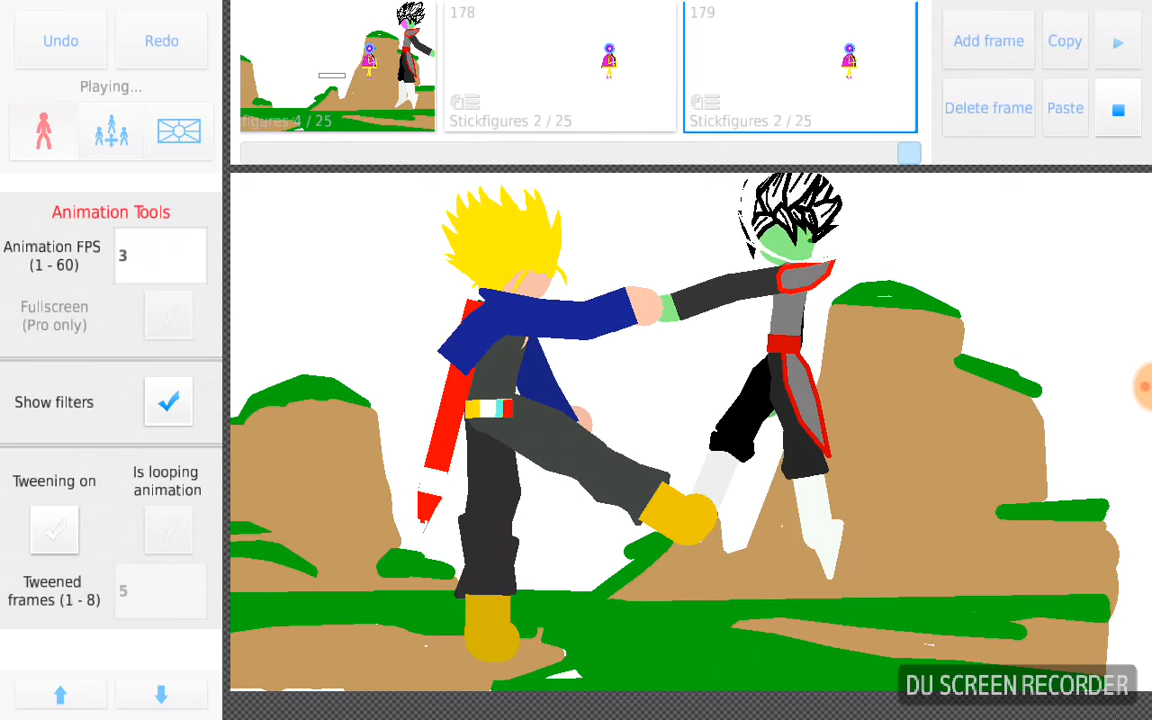 Undo
Redo
Playing...
Animation Tools
Animation FPS
(1 - 60)
3
Fullscreen
(Pro only)
Show filters
Tweening on
Is looping
animation
Tweened
frames (1 - 8)
5
figures 4 / 25
178
Stickfigures 2 / 25
179
Stickfigures 2 / 25
Add frame
Copy
Delete frame
Paste
DU SCREEN RECORDER